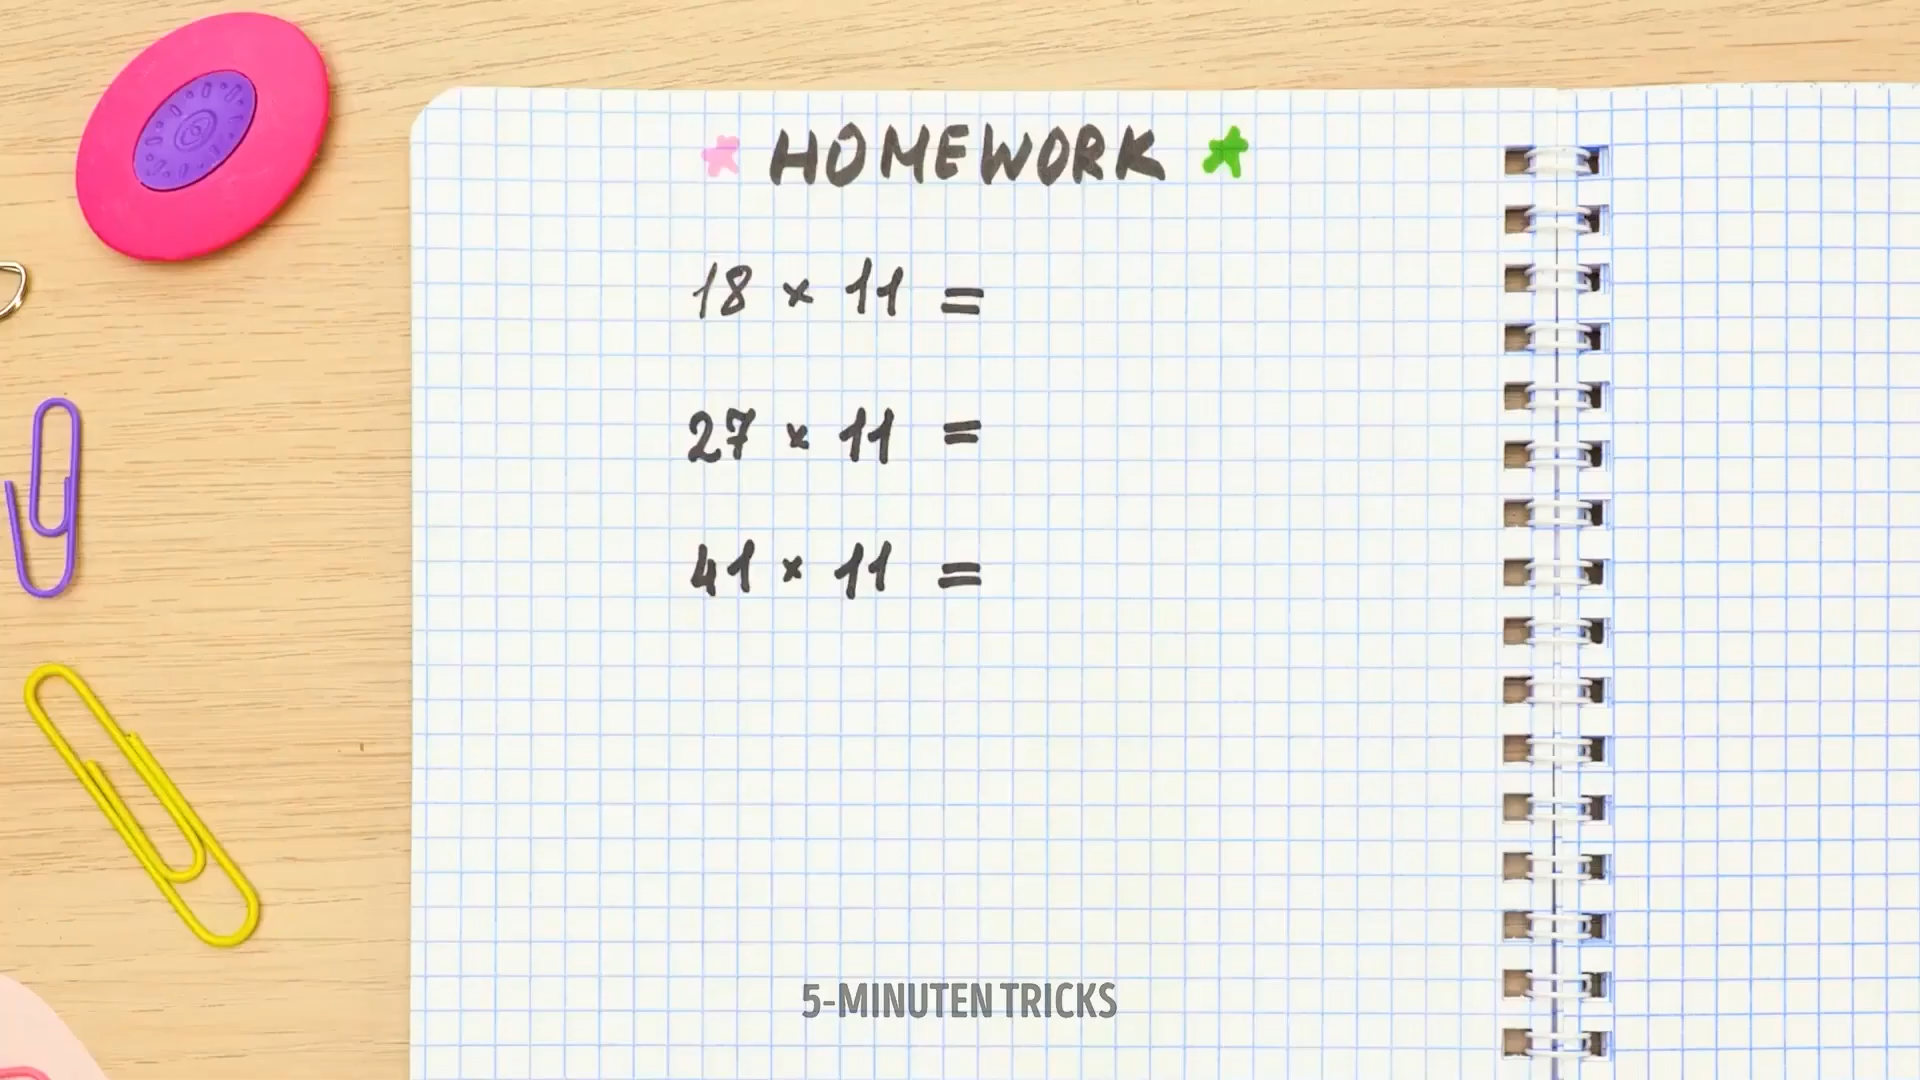 HOMEWORK
18 × 11 =
27 × 11 =
41 × 11 =
5-MINUTEN TRICKS